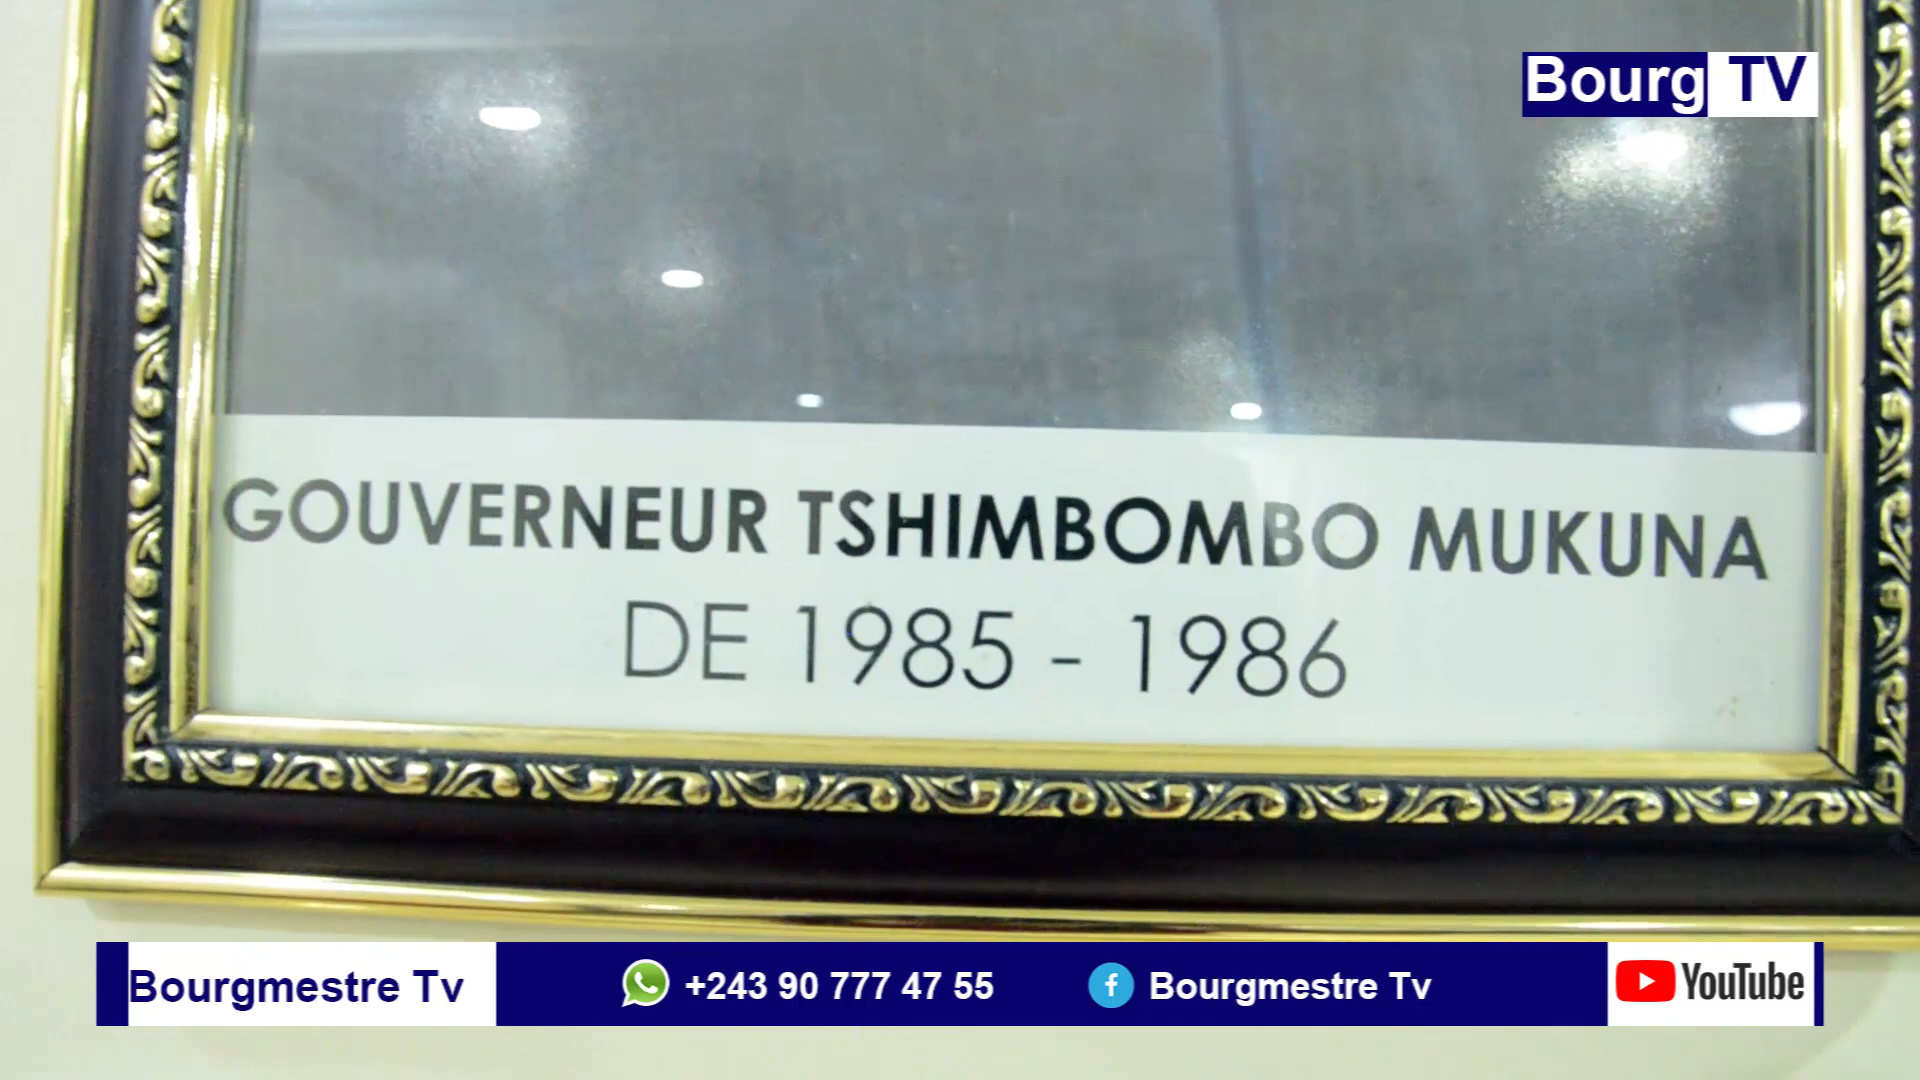 Bourg TV
GOUVERNEUR TSHIMBOMBO MUKUNA
DE 1985 - 1986
Bourgmestre Tv
+243 90 777 47 55
Bourgmestre Tv
YouTube